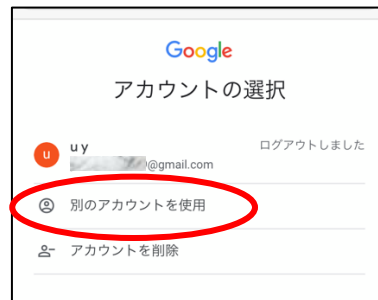 Google
アカウントの選択
u
u y
ログアウトしました
@gmail.com
別のアカウントを使用
アカウントを削除